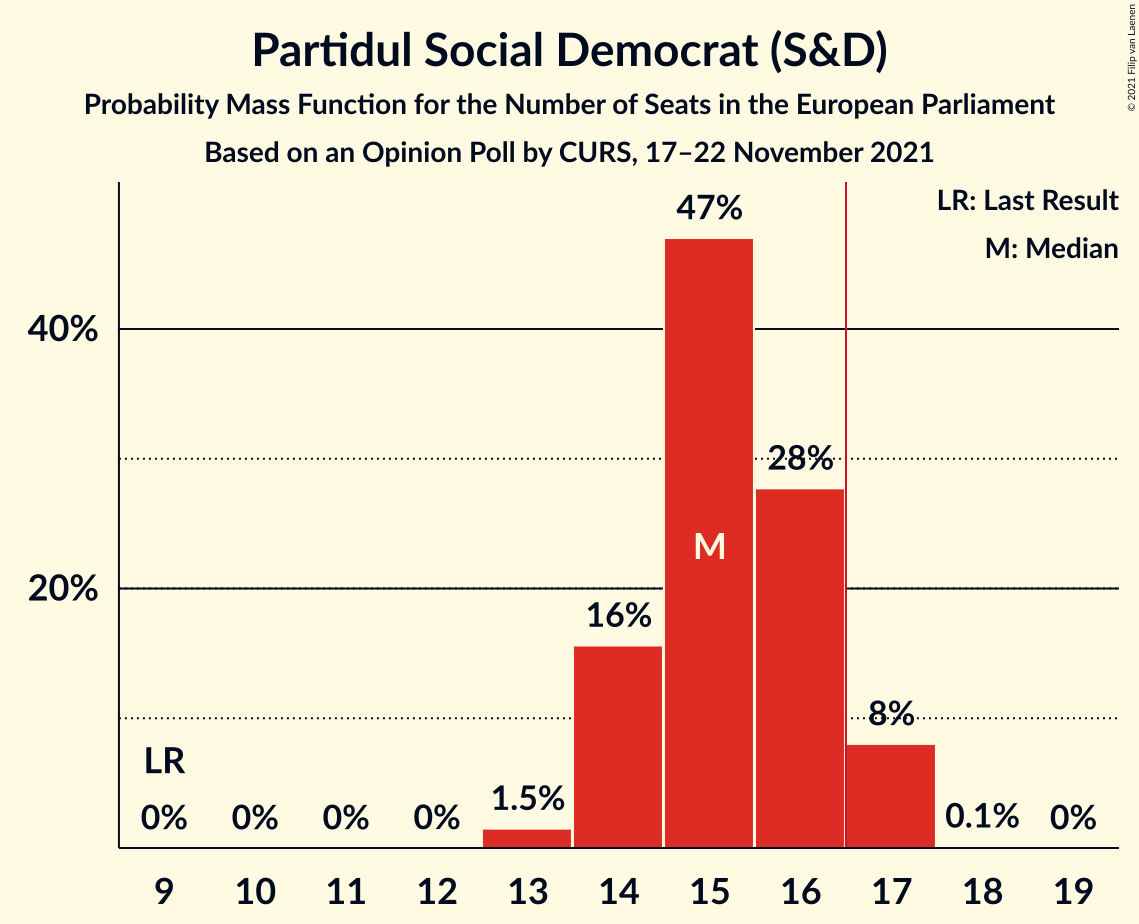 Partidul Social Democrat (S&D)
Probability Mass Function for the Number of Seats in the European Parliament
Based on an Opinion Poll by CURS, 17–22 November 2021
© 2021 Filip van Laenen
LR: Last Result
M: Median
47%
40%
28%
M
20%
16%
8%
LR
1.5%
0% 0% 0% 0% 0.1% 0%
9 10 11 12 13 14 15 16 17 18 19